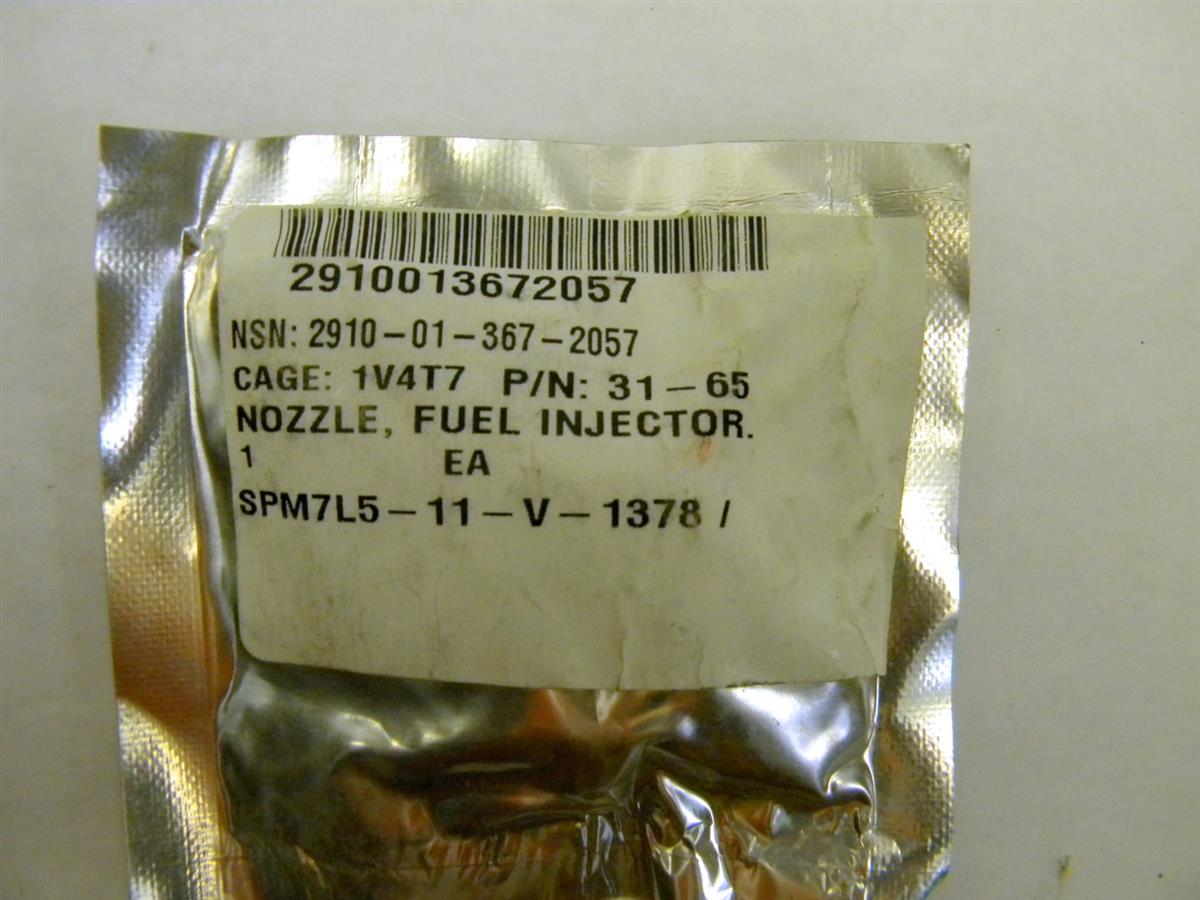 2910013672057
NSN: 2910-01-367-2057
CAGE: 1V4T7 P/N: 31-65
NOZZLE, FUEL INJECTOR.
1 EA
SPM7L5-11-V-1378 /